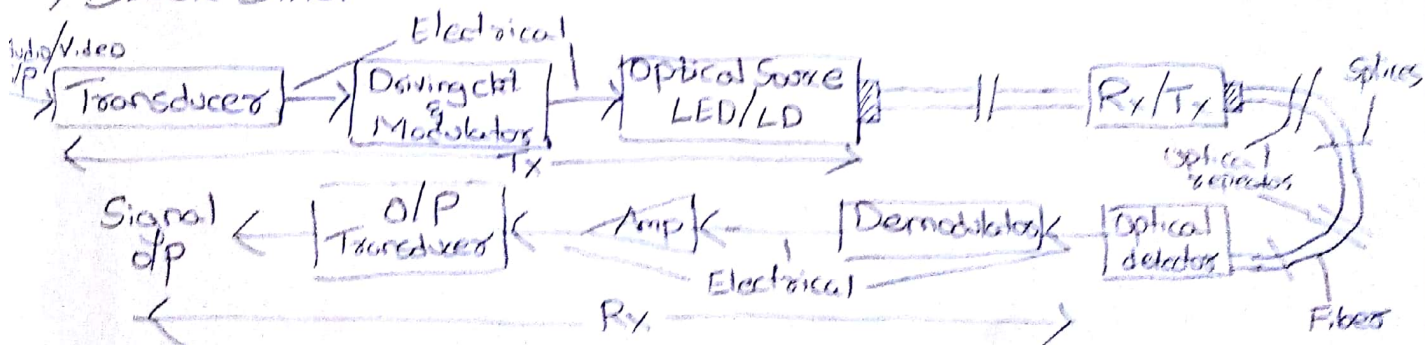 Audio/Video
I/P
Electrical
Transducer
Driving ckt
&
Modulator
Optical Source
LED/LD
Rx/Tx
Splices
Tx
Optical
Signal
O/P
O/P
Transducer
Amp
Demodulator
Optical
detector
Electrical
Rx
Fiber